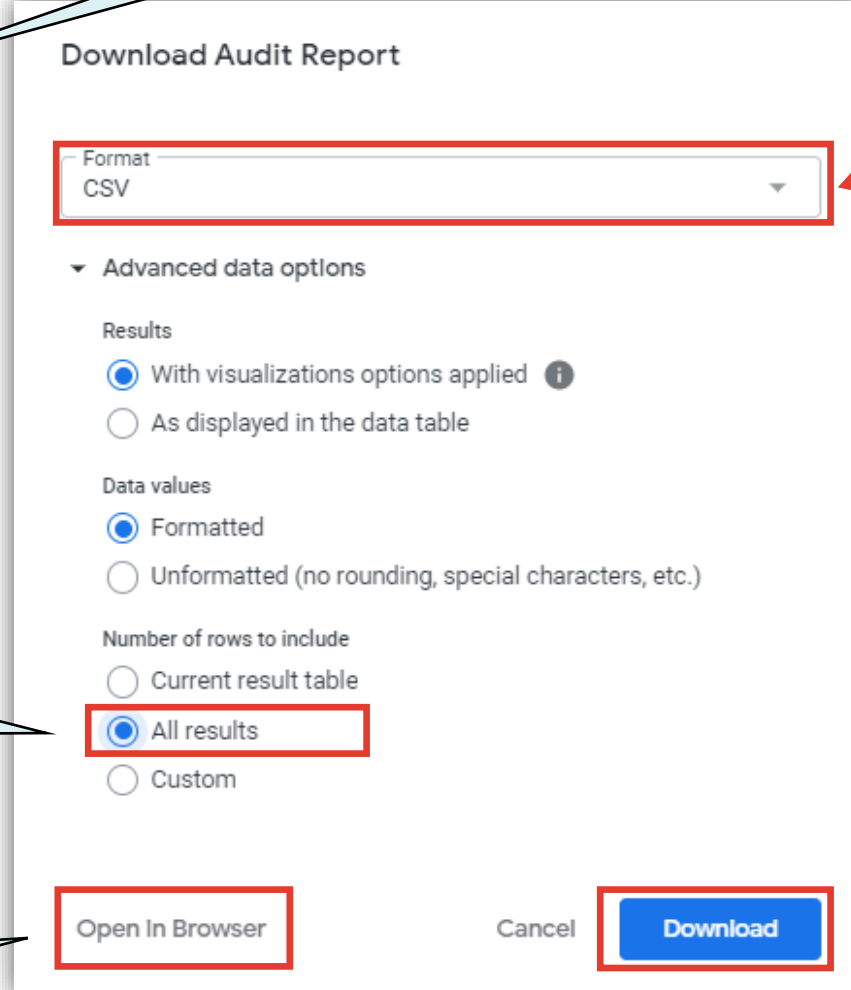 Download Audit Report
Format
CSV
Advanced data options
Results
With visualizations options applied
As displayed in the data table
Data values
Formatted
Unformatted (no rounding, special characters, etc.)
Number of rows to include
Current result table
All results
Custom
Open In Browser
Cancel
Download